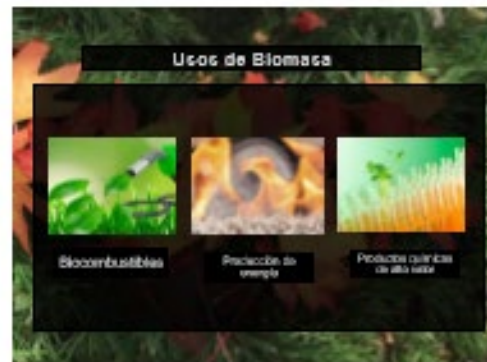 Usos de Biomasa
Biocombustibles
Producción de
energía
Productos químicos
de alto valor